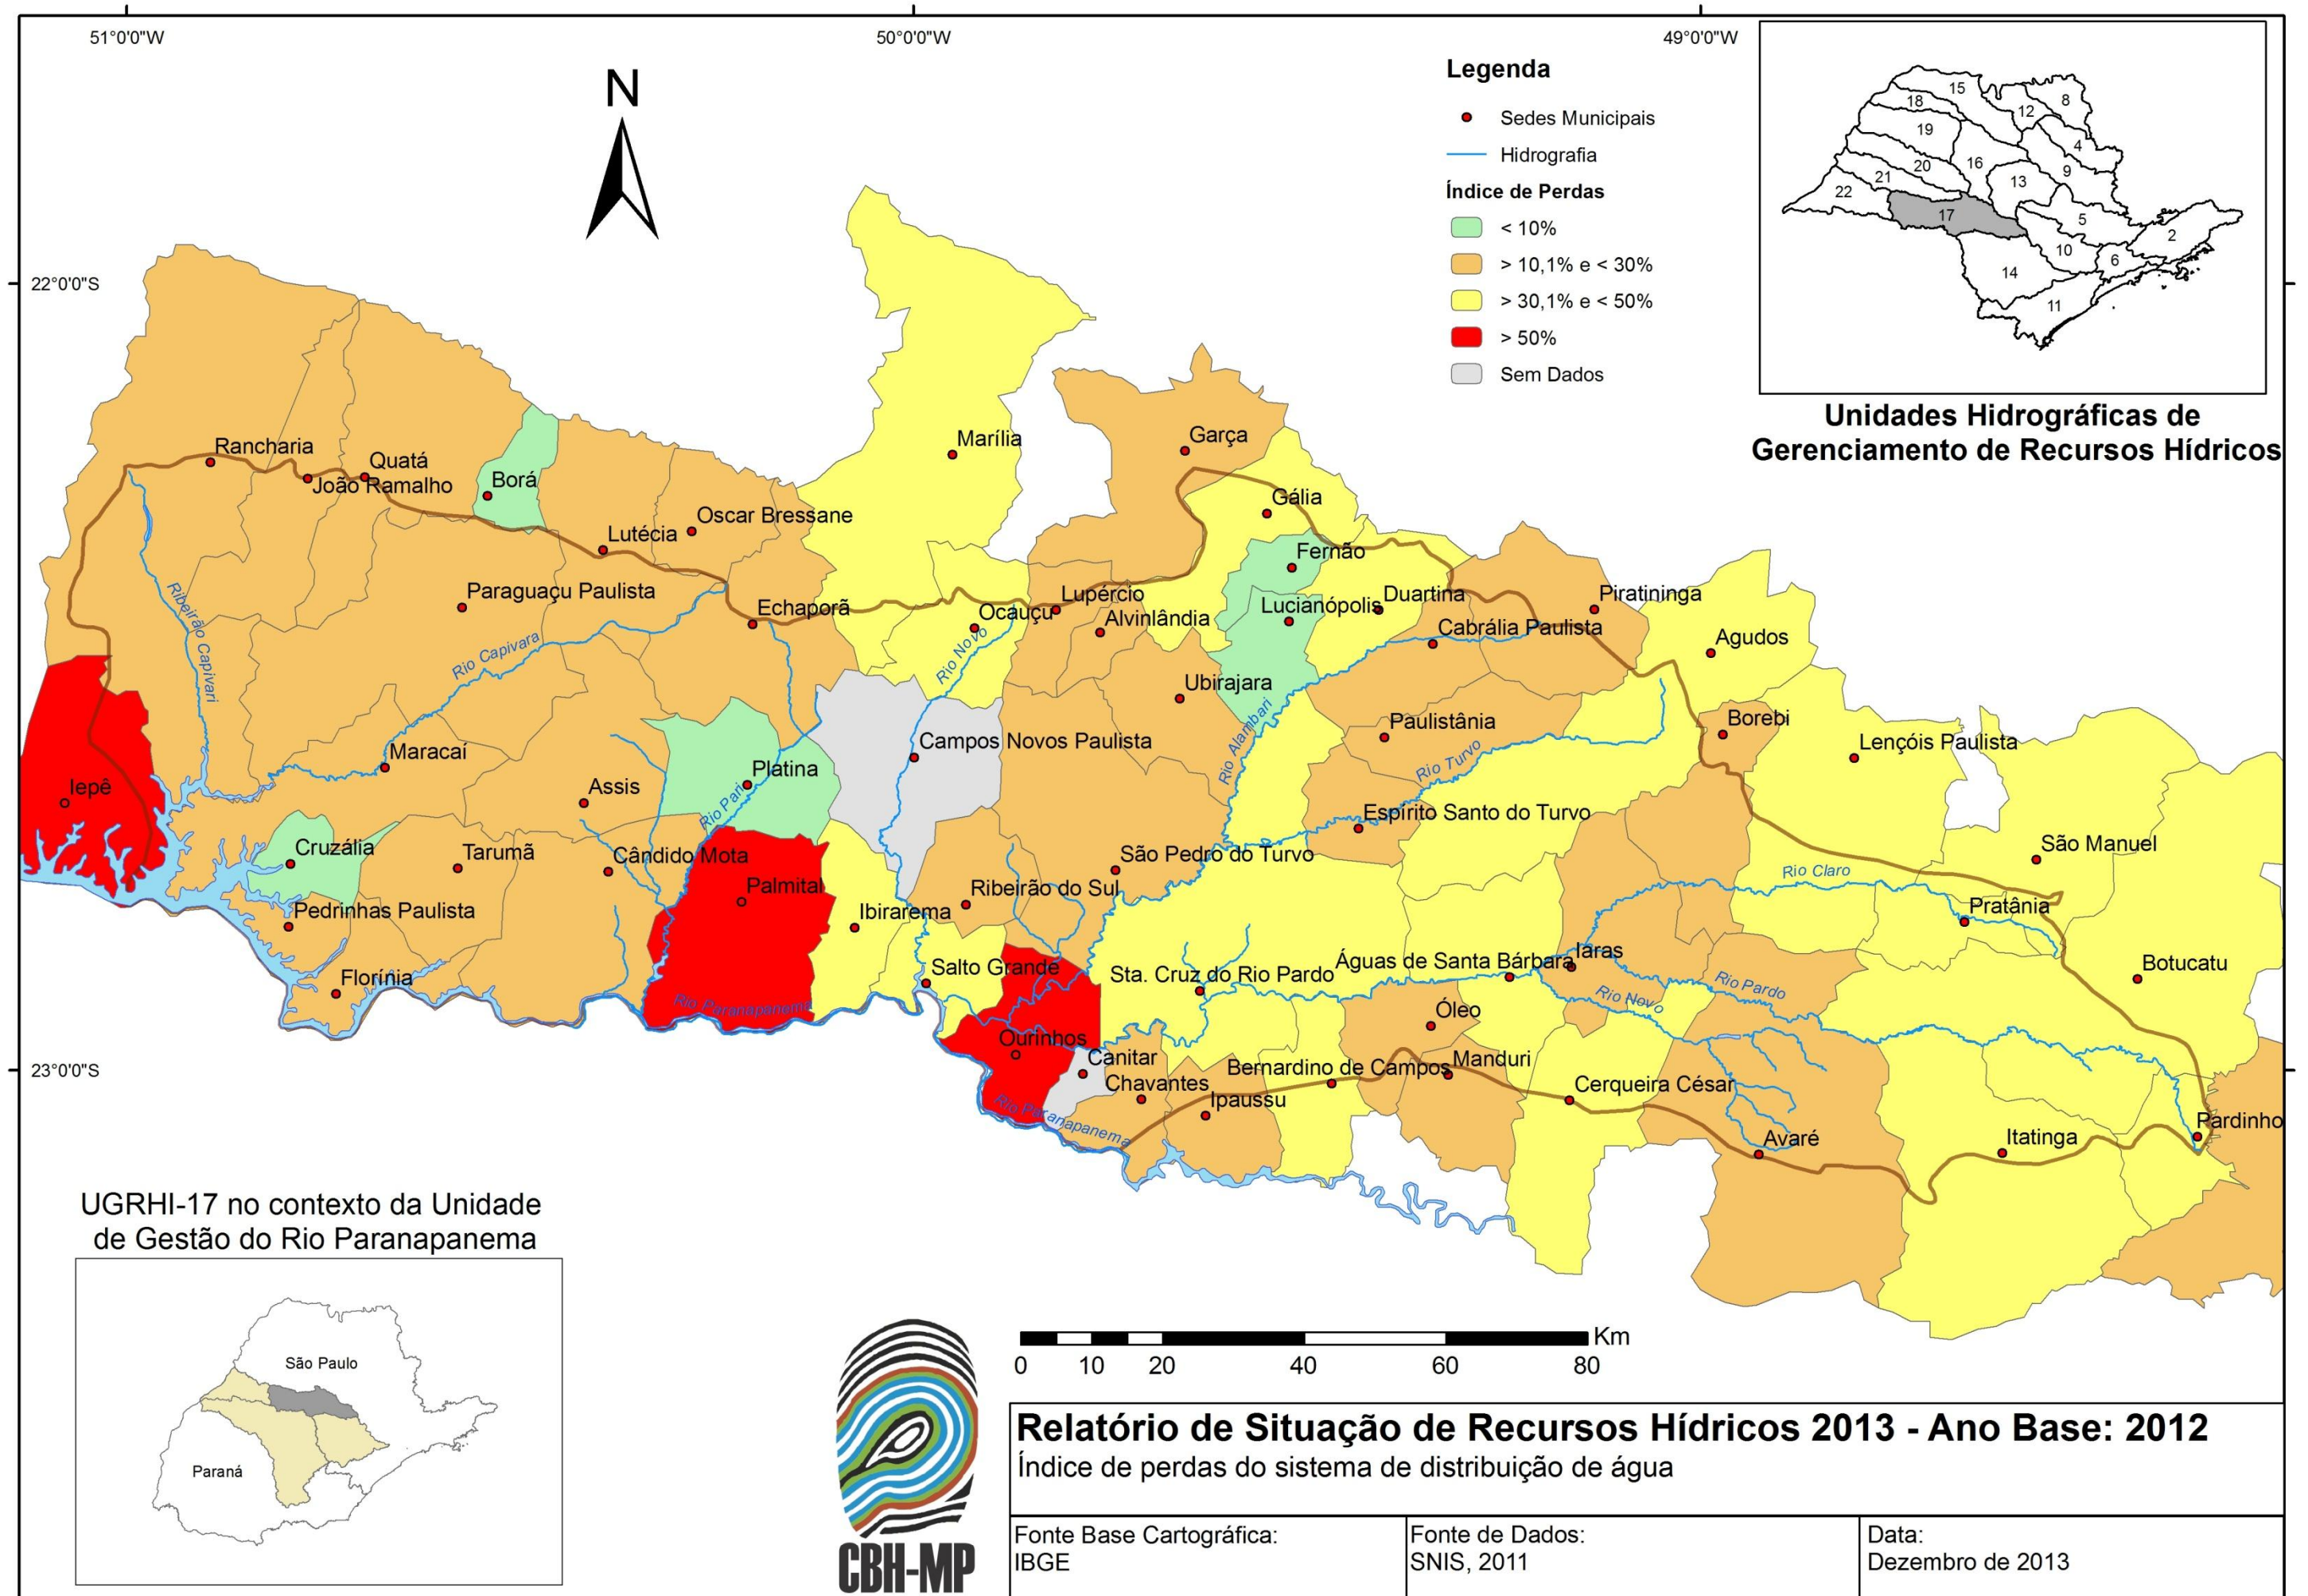 51°0'0"W
50°0'0"W
49°0'0"W
22°0'0"S
23°0'0"S
N
Legenda
Sedes Municipais
Hidrografia
Índice de Perdas
< 10%
> 10,1% e < 30%
> 30,1% e < 50%
> 50%
Sem Dados
15
18
12
8
19
4
16
20
9
13
21
22
17
5
2
10
6
14
11
Unidades Hidrográficas de
Gerenciamento de Recursos Hídricos
Rancharia
João Ramalho
Quatá
Borá
Lutécia
Oscar Bressane
Marília
Garça
Gália
Fernão
Paraguaçu Paulista
Echaporã
Ocauçu
Lupércio
Alvinlândia
Lucianópolis
Duartina
Piratininga
Cabrália Paulista
Agudos
Ribeirão Capivari
Rio Capivara
Rio Novo
Ubirajara
Rio Alambari
Paulistânia
Borebi
Lençóis Paulista
Maracaí
Campos Novos Paulista
Rio Turvo
Iepê
Assis
Platina
Rio Pari
Espírito Santo do Turvo
Cruzália
Tarumã
Cândido Mota
São Pedro do Turvo
São Manuel
Palmital
Ribeirão do Sul
Rio Claro
Pedrinhas Paulista
Ibirarema
Pratânia
Florínia
Salto Grande
Sta. Cruz do Rio Pardo
Águas de Santa Bárbara
Iaras
Rio Pardo
Botucatu
Rio Paranapanema
Rio Novo
Óleo
Ourinhos
Canitar
Chavantes
Bernardino de Campos
Manduri
Cerqueira César
Ipaussu
Rio Paranapanema
Avaré
Itatinga
Pardinho
UGRHI-17 no contexto da Unidade
de Gestão do Rio Paranapanema
São Paulo
Paraná
CBH-MP
Km
0 10 20 40 60 80
Relatório de Situação de Recursos Hídricos 2013 - Ano Base: 2012
Índice de perdas do sistema de distribuição de água
Fonte Base Cartográfica:
IBGE
Fonte de Dados:
SNIS, 2011
Data:
Dezembro de 2013